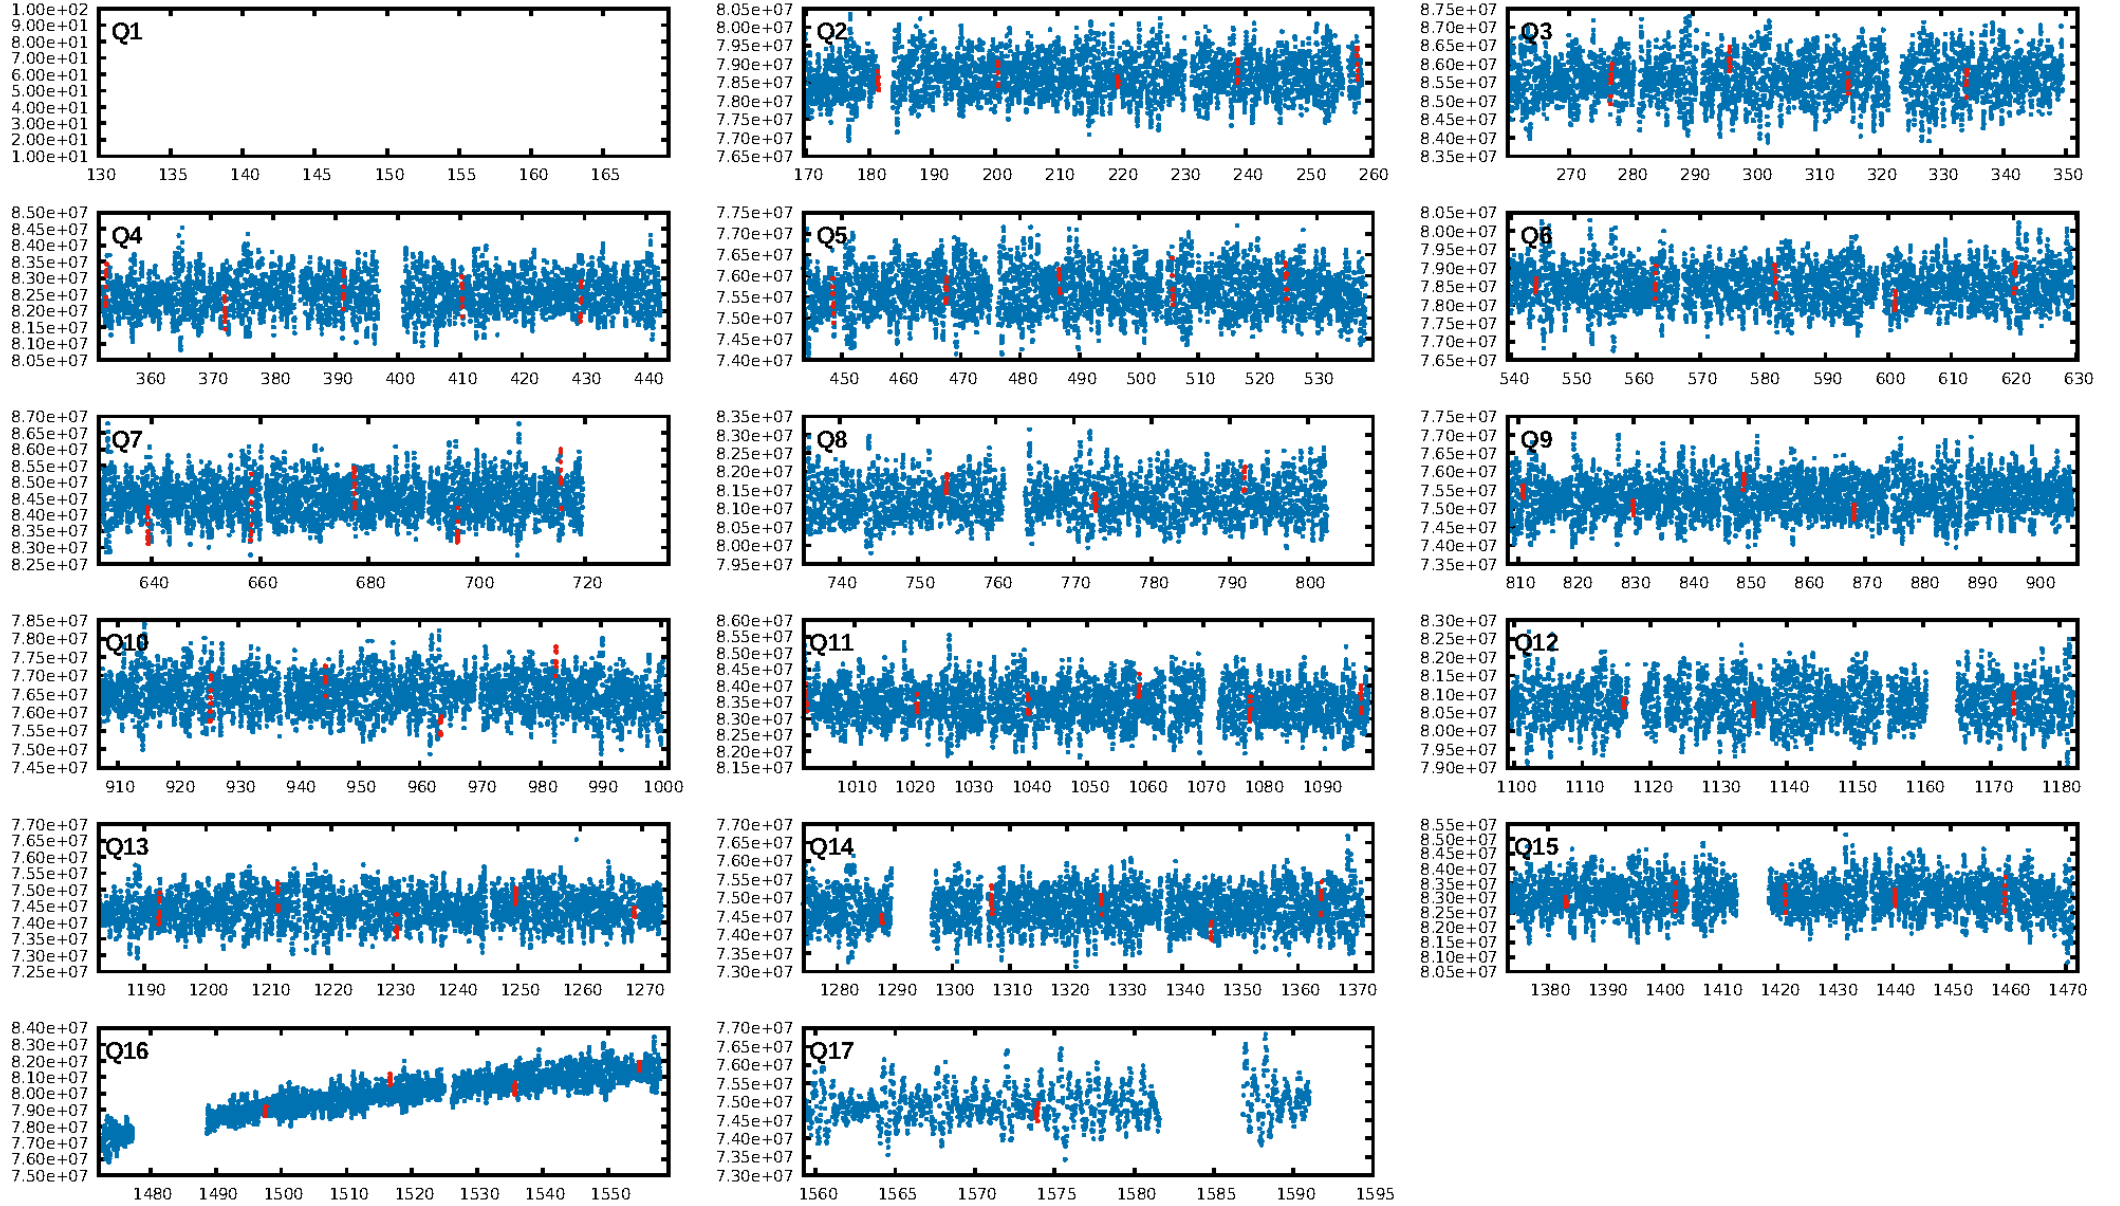 Q1
1.00e+02
9.00e+01
8.00e+01
7.00e+01
6.00e+01
5.00e+01
4.00e+01
3.00e+01
2.00e+01
1.00e+01
130 135 140 145 150 155 160 165
Q2
8.05e+07
8.00e+07
7.95e+07
7.90e+07
7.85e+07
7.80e+07
7.75e+07
7.70e+07
7.65e+07
170 180 190 200 210 220 230 240 250 260
Q3
8.75e+07
8.70e+07
8.65e+07
8.60e+07
8.55e+07
8.50e+07
8.45e+07
8.40e+07
8.35e+07
270 280 290 300 310 320 330 340 350
Q4
8.50e+07
8.45e+07
8.40e+07
8.35e+07
8.30e+07
8.25e+07
8.20e+07
8.15e+07
8.10e+07
8.05e+07
360 370 380 390 400 410 420 430 440
Q5
7.75e+07
7.70e+07
7.65e+07
7.60e+07
7.55e+07
7.50e+07
7.45e+07
7.40e+07
450 460 470 480 490 500 510 520 530
Q6
8.05e+07
8.00e+07
7.95e+07
7.90e+07
7.85e+07
7.80e+07
7.75e+07
7.70e+07
7.65e+07
540 550 560 570 580 590 600 610 620 630
Q7
8.70e+07
8.65e+07
8.60e+07
8.55e+07
8.50e+07
8.45e+07
8.40e+07
8.35e+07
8.30e+07
8.25e+07
640 660 680 700 720
Q8
8.35e+07
8.30e+07
8.25e+07
8.20e+07
8.15e+07
8.10e+07
8.05e+07
8.00e+07
7.95e+07
740 750 760 770 780 790 800
Q9
7.75e+07
7.70e+07
7.65e+07
7.60e+07
7.55e+07
7.50e+07
7.45e+07
7.40e+07
7.35e+07
810 820 830 840 850 860 870 880 890 900
Q10
7.85e+07
7.80e+07
7.75e+07
7.70e+07
7.65e+07
7.60e+07
7.55e+07
7.50e+07
7.45e+07
910 920 930 940 950 960 970 980 990 1000
Q11
8.60e+07
8.55e+07
8.50e+07
8.45e+07
8.40e+07
8.35e+07
8.30e+07
8.25e+07
8.20e+07
8.15e+07
1010 1020 1030 1040 1050 1060 1070 1080 1090
Q12
8.30e+07
8.25e+07
8.20e+07
8.15e+07
8.10e+07
8.05e+07
8.00e+07
7.95e+07
7.90e+07
1100 1110 1120 1130 1140 1150 1160 1170 1180
Q13
7.70e+07
7.65e+07
7.60e+07
7.55e+07
7.50e+07
7.45e+07
7.40e+07
7.35e+07
7.30e+07
7.25e+07
1190 1200 1210 1220 1230 1240 1250 1260 1270
Q14
7.70e+07
7.65e+07
7.60e+07
7.55e+07
7.50e+07
7.45e+07
7.40e+07
7.35e+07
7.30e+07
1280 1290 1300 1310 1320 1330 1340 1350 1360 1370
Q15
8.55e+07
8.50e+07
8.45e+07
8.40e+07
8.35e+07
8.30e+07
8.25e+07
8.20e+07
8.15e+07
8.10e+07
8.05e+07
1380 1390 1400 1410 1420 1430 1440 1450 1460 1470
Q16
8.40e+07
8.30e+07
8.20e+07
8.10e+07
8.00e+07
7.90e+07
7.80e+07
7.70e+07
7.60e+07
7.50e+07
1480 1490 1500 1510 1520 1530 1540 1550
Q17
7.70e+07
7.65e+07
7.60e+07
7.55e+07
7.50e+07
7.45e+07
7.40e+07
7.35e+07
7.30e+07
1560 1565 1570 1575 1580 1585 1590 1595